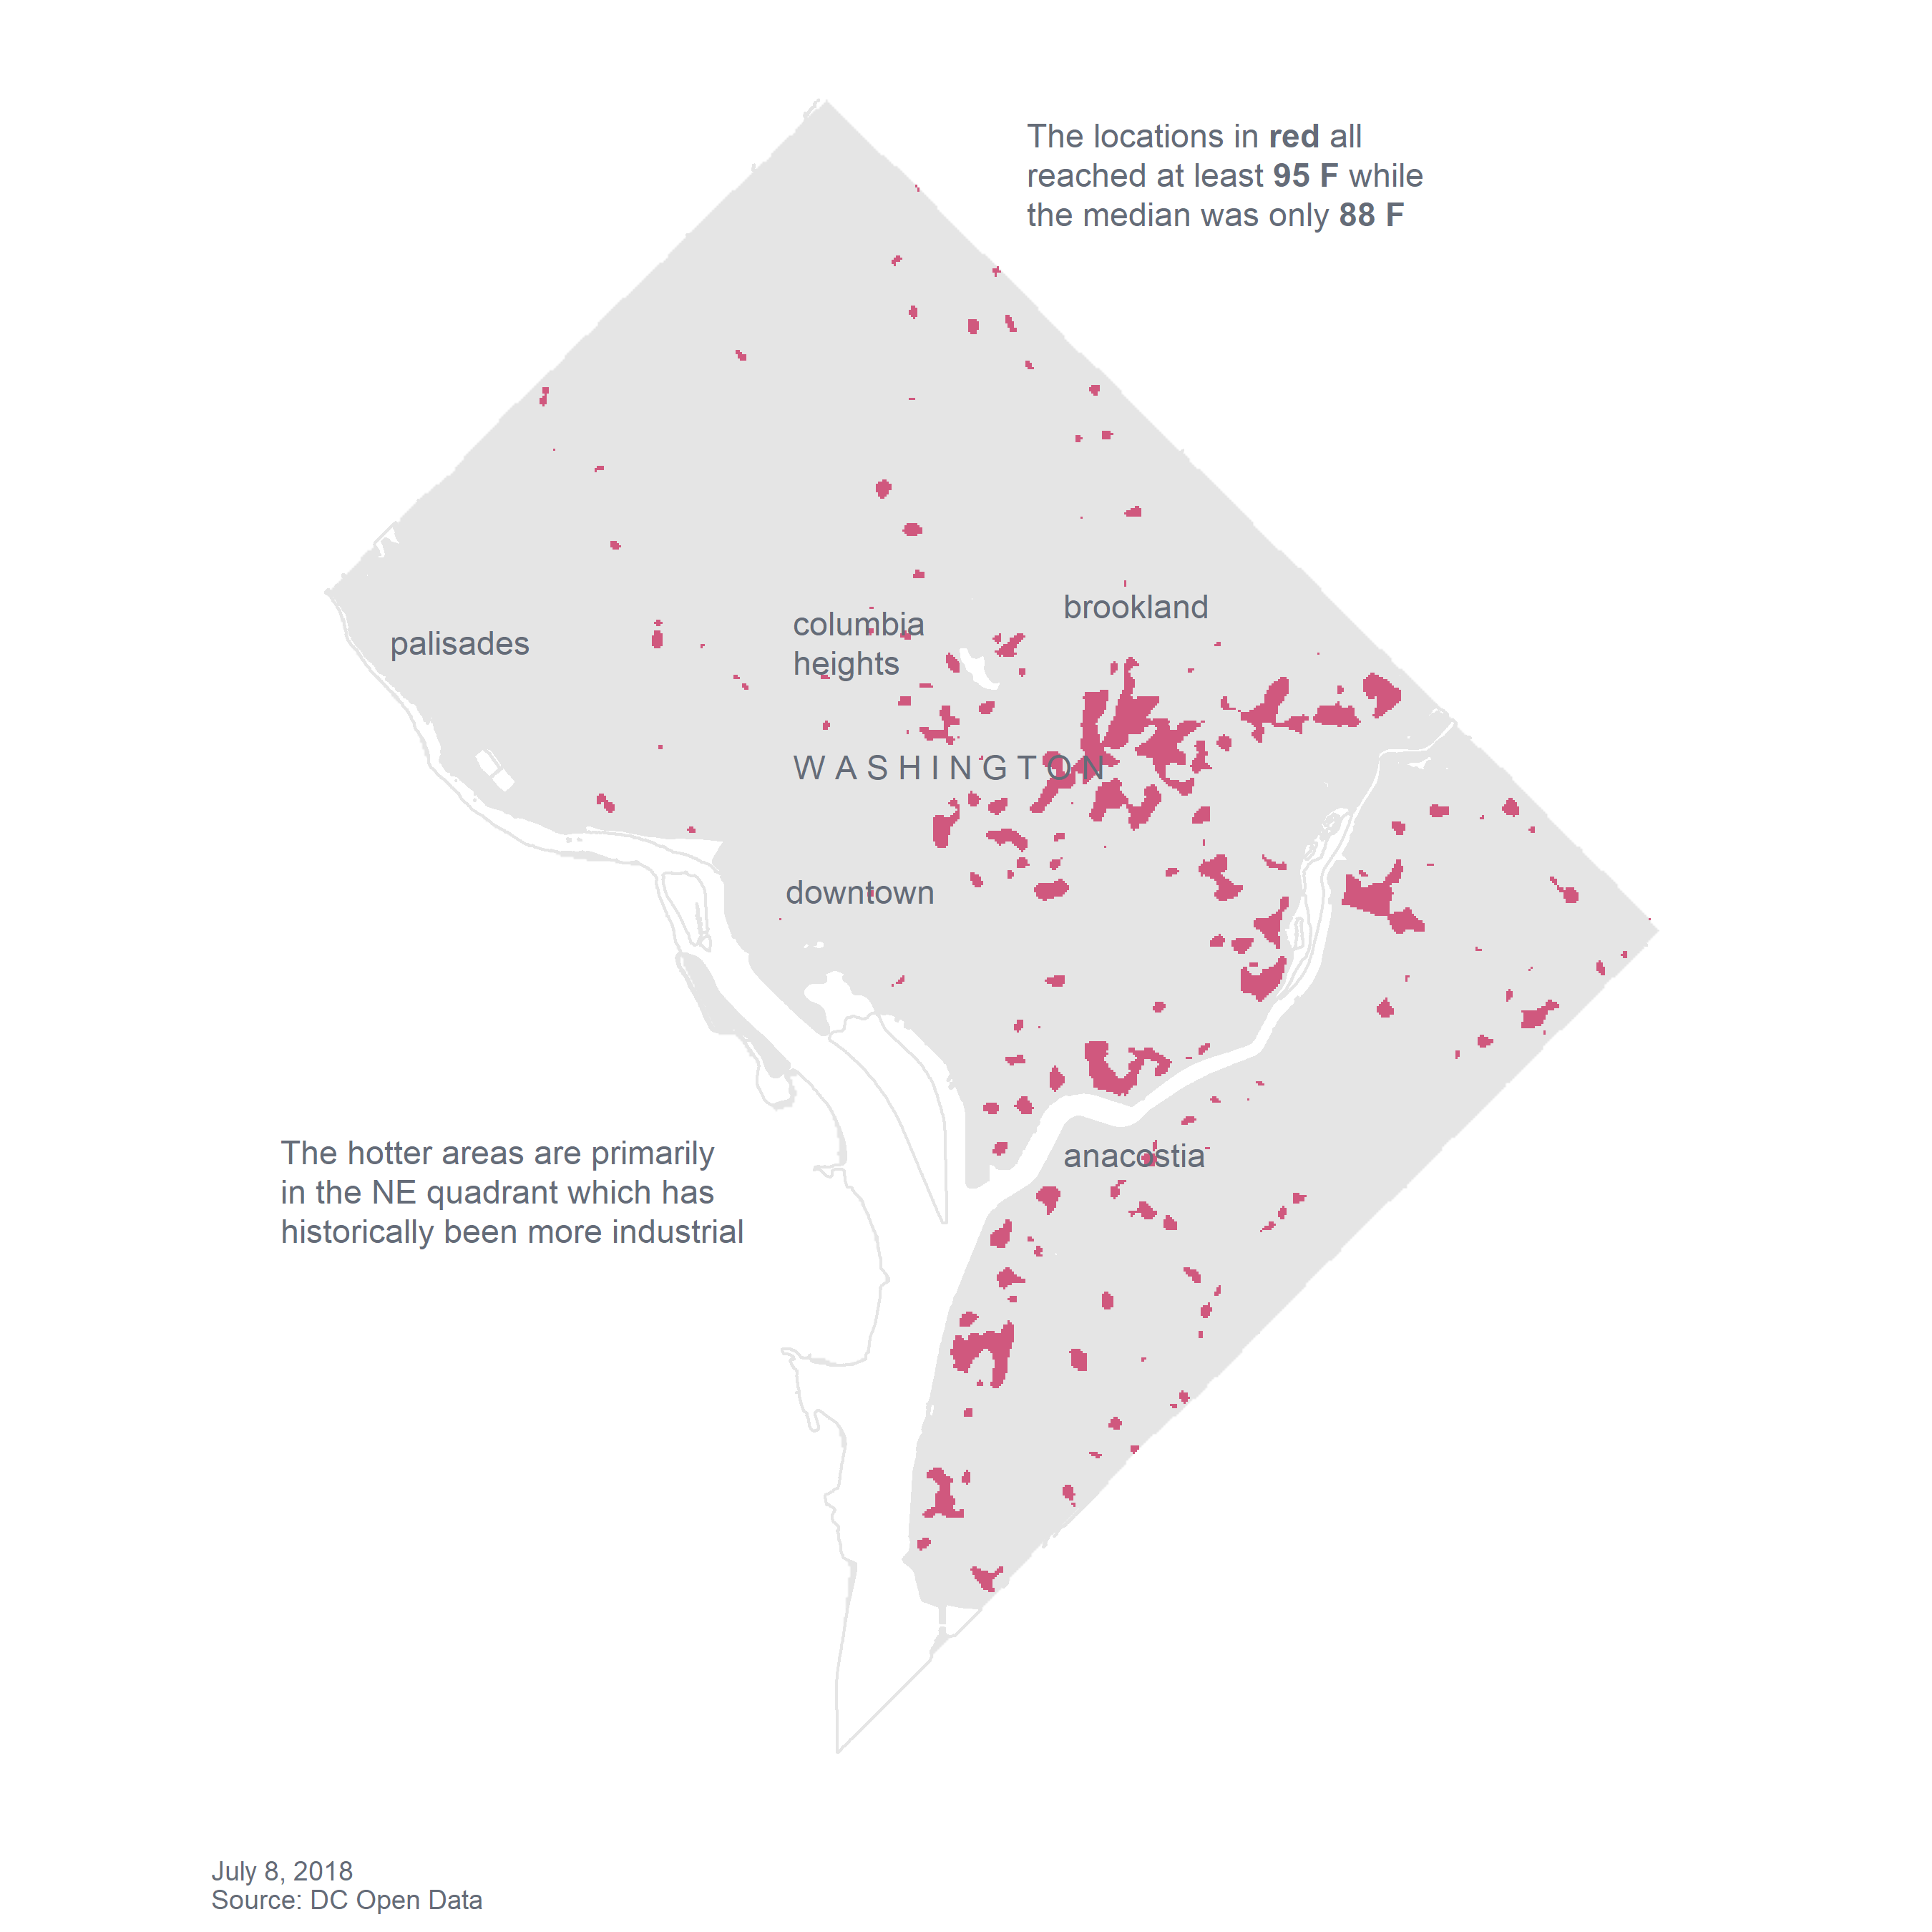 The locations in red all
reached at least 95 F while
the median was only 88 F
brookland
columbia
heights
palisades
WASHINGTON
downtown
anacostia
The hotter areas are primarily
in the NE quadrant which has
historically been more industrial
July 8, 2018
Source: DC Open Data